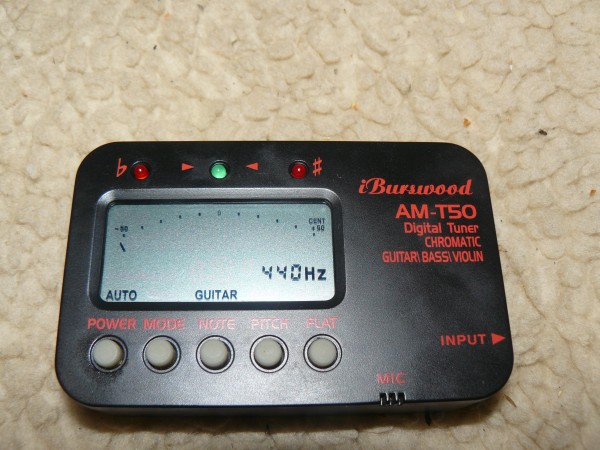 ♭ ► ◄ ♯
iBurswood
AM-T50
Digital Tuner
CHROMATIC
GUITAR\ BASS\ VIOLIN
0
-50 CENT
±50
440Hz
AUTO GUITAR
POWER MODE NOTE PITCH FLAT
INPUT ►
MIC